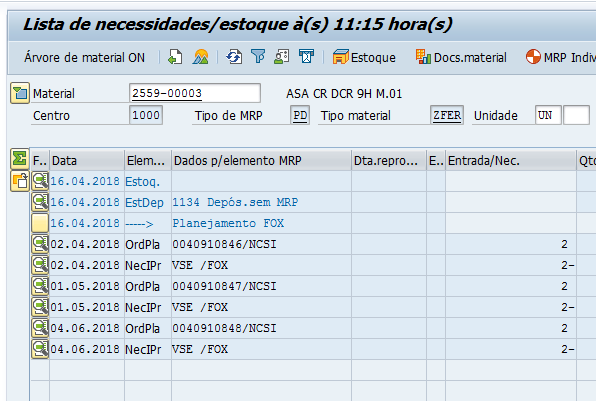 Lista de necessidades/estoque à(s) 11:15 hora(s)
Árvore de material ON Estoque Docs.material MRP Indiv
Material 2559-00003 ASA CR DCR 9H M.01
Centro 1000 Tipo de MRP PD Tipo material ZFER Unidade UN
F.. Data Elem... Dados p/elemento MRP Dta.repro... E.. Entrada/Nec. Qtd
16.04.2018 Estoq.
16.04.2018 EstDep 1134 Depós.sem MRP
16.04.2018 -----> Planejamento FOX
02.04.2018 OrdPla 0040910846/NCSI 2
02.04.2018 NecIPr VSE /FOX 2-
01.05.2018 OrdPla 0040910847/NCSI 2
01.05.2018 NecIPr VSE /FOX 2-
04.06.2018 OrdPla 0040910848/NCSI 2
04.06.2018 NecIPr VSE /FOX 2-